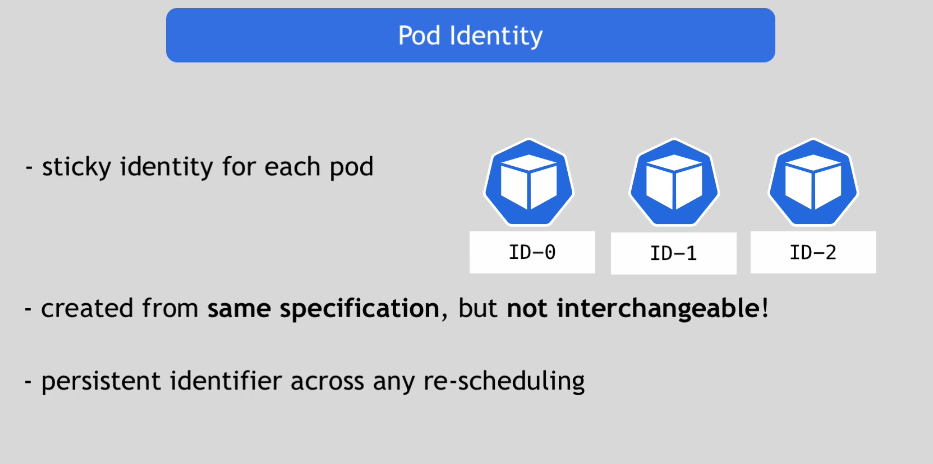 Pod Identity
- sticky identity for each pod
ID-0
ID-1
ID-2
- created from same specification, but not interchangeable!
- persistent identifier across any re-scheduling